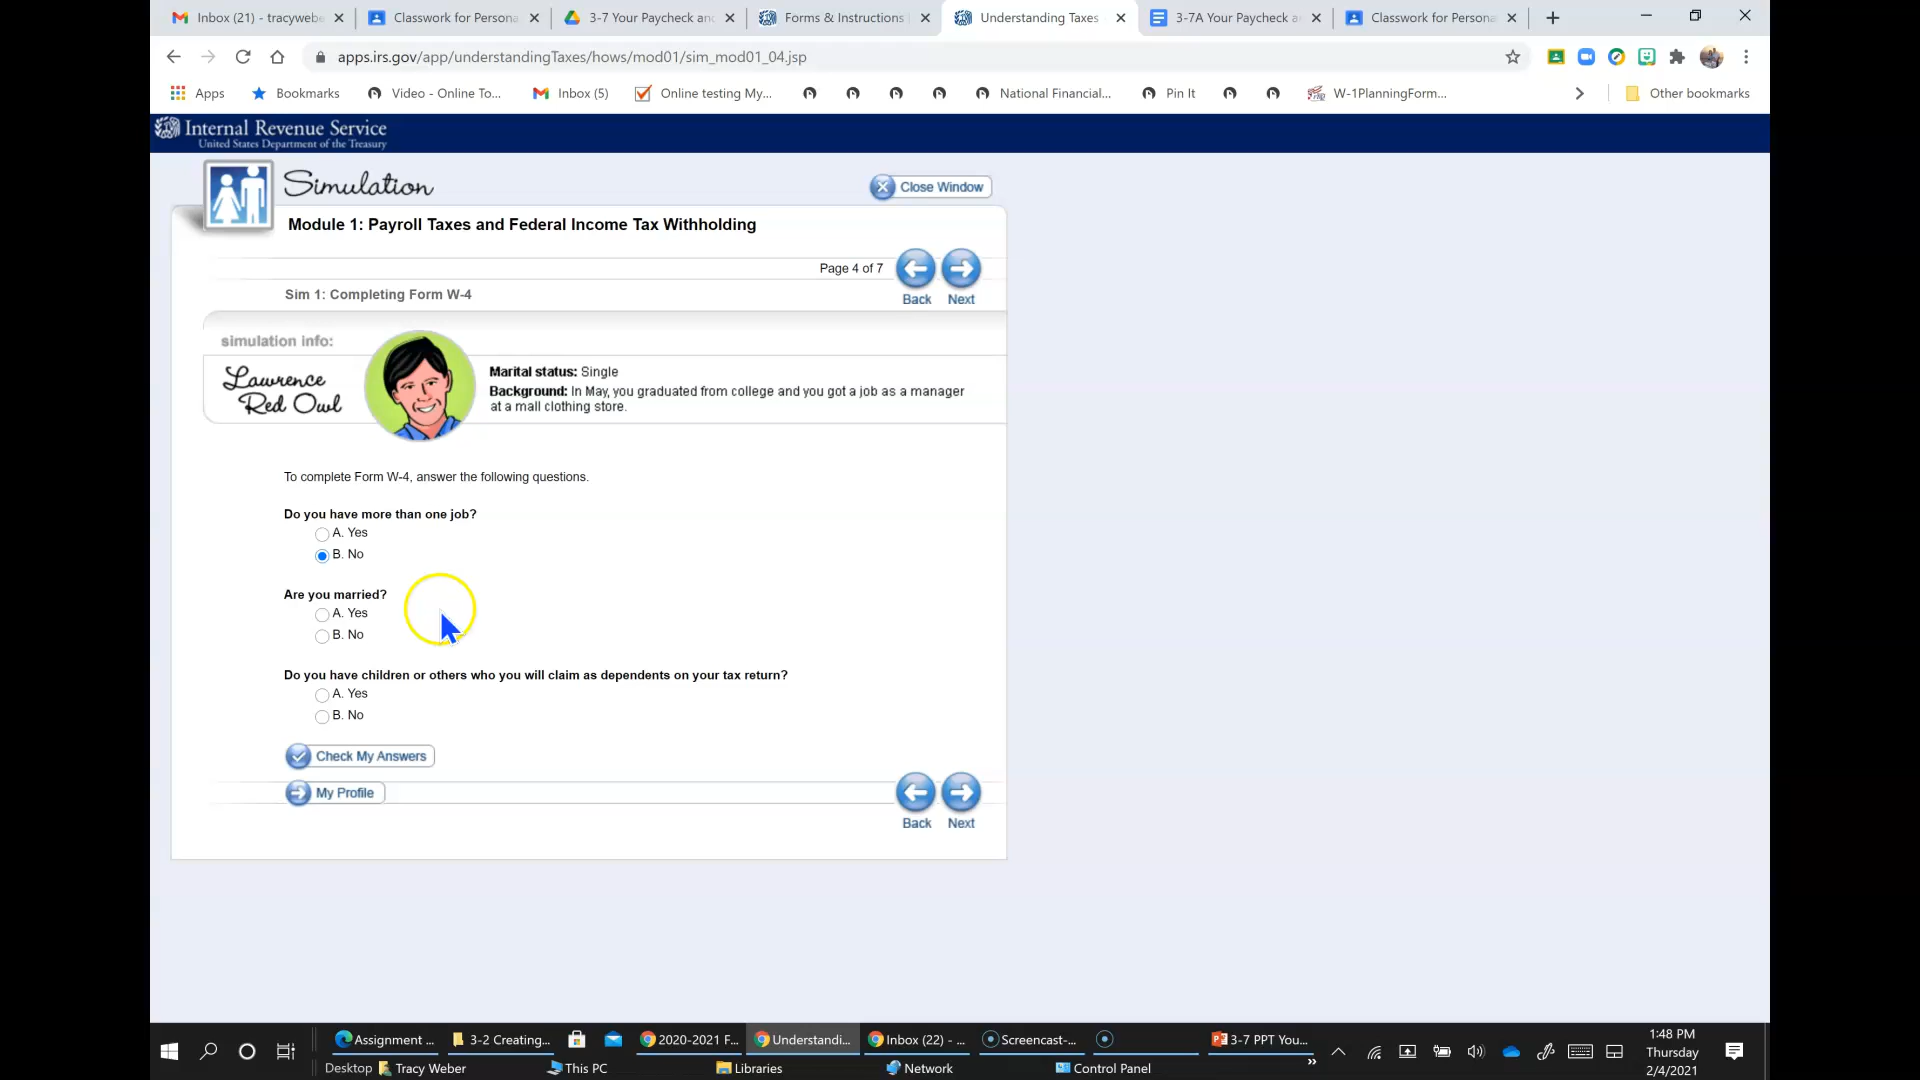 Inbox (21) - tracywebe
Classwork for Persona
3-7 Your Paycheck and
Forms & Instructions
Understanding Taxes
3-7A Your Paycheck a
Classwork for Persona
apps.irs.gov/app/understandingTaxes/hows/mod01/sim_mod01_04.jsp
Apps
Bookmarks
Video - Online To...
Inbox (5)
Online testing My...
National Financial...
Pin It
W-1PlanningForm...
Other bookmarks
Internal Revenue Service
United States Department of the Treasury
Simulation
Close Window
Module 1: Payroll Taxes and Federal Income Tax Withholding
Page 4 of 7
Back Next
Sim 1: Completing Form W-4
simulation info:
Lawrence
Red Owl
Marital status: Single
Background: In May, you graduated from college and you got a job as a manager
at a mall clothing store.
To complete Form W-4, answer the following questions.
Do you have more than one job?
A. Yes
B. No
Are you married?
A. Yes
B. No
Do you have children or others who you will claim as dependents on your tax return?
A. Yes
B. No
Check My Answers
My Profile
Back Next
Assignment ...
3-2 Creating...
2020-2021 F...
Understandi...
Inbox (22) - ...
Screencast-...
3-7 PPT You...
Desktop
Tracy Weber
This PC
Libraries
Network
Control Panel
1:48 PM
Thursday
2/4/2021